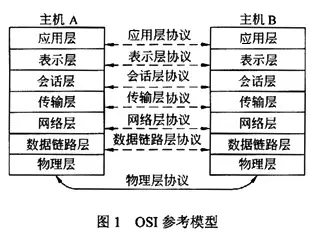 主机 A 主机 B
应用层 应用层协议 应用层
表示层 表示层协议 表示层
会话层 会话层协议 会话层
传输层 传输层协议 传输层
网络层 网络层协议 网络层
数据链路层 数据链路层协议 数据链路层
物理层 物理层
物理层协议
图 1 OSI 参考模型